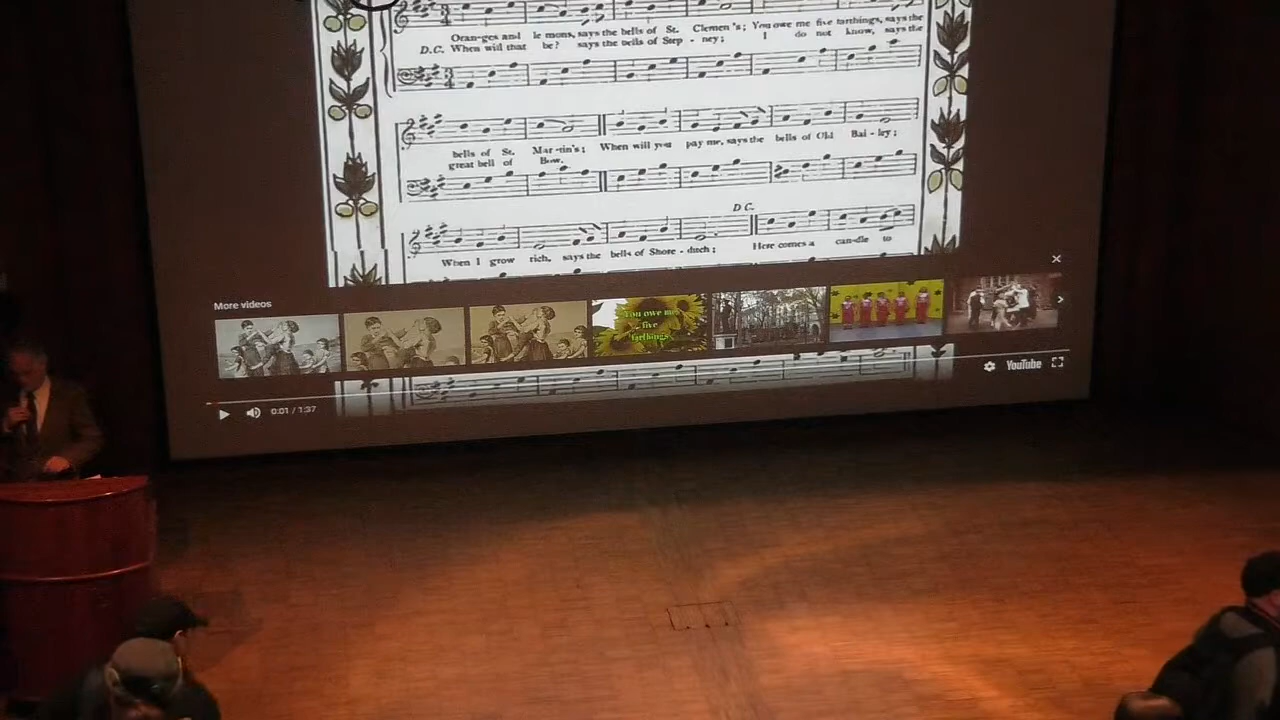 Oran-ges and le mons, says the bells of St. Clemen's; You owe me five farthings, says the
D.C. When will that be? says the bells of Step - ney; I do not know, says the
bells of St. Mar-tin's; When will you pay me, says the bells of Old Bai - ley;
great bell of Bow.
D C.
When I grow rich, says the bells of Shore - ditch; Here comes a can-dle to
More videos
You owe me
five
farthings
0:01 / 1:37
YouTube